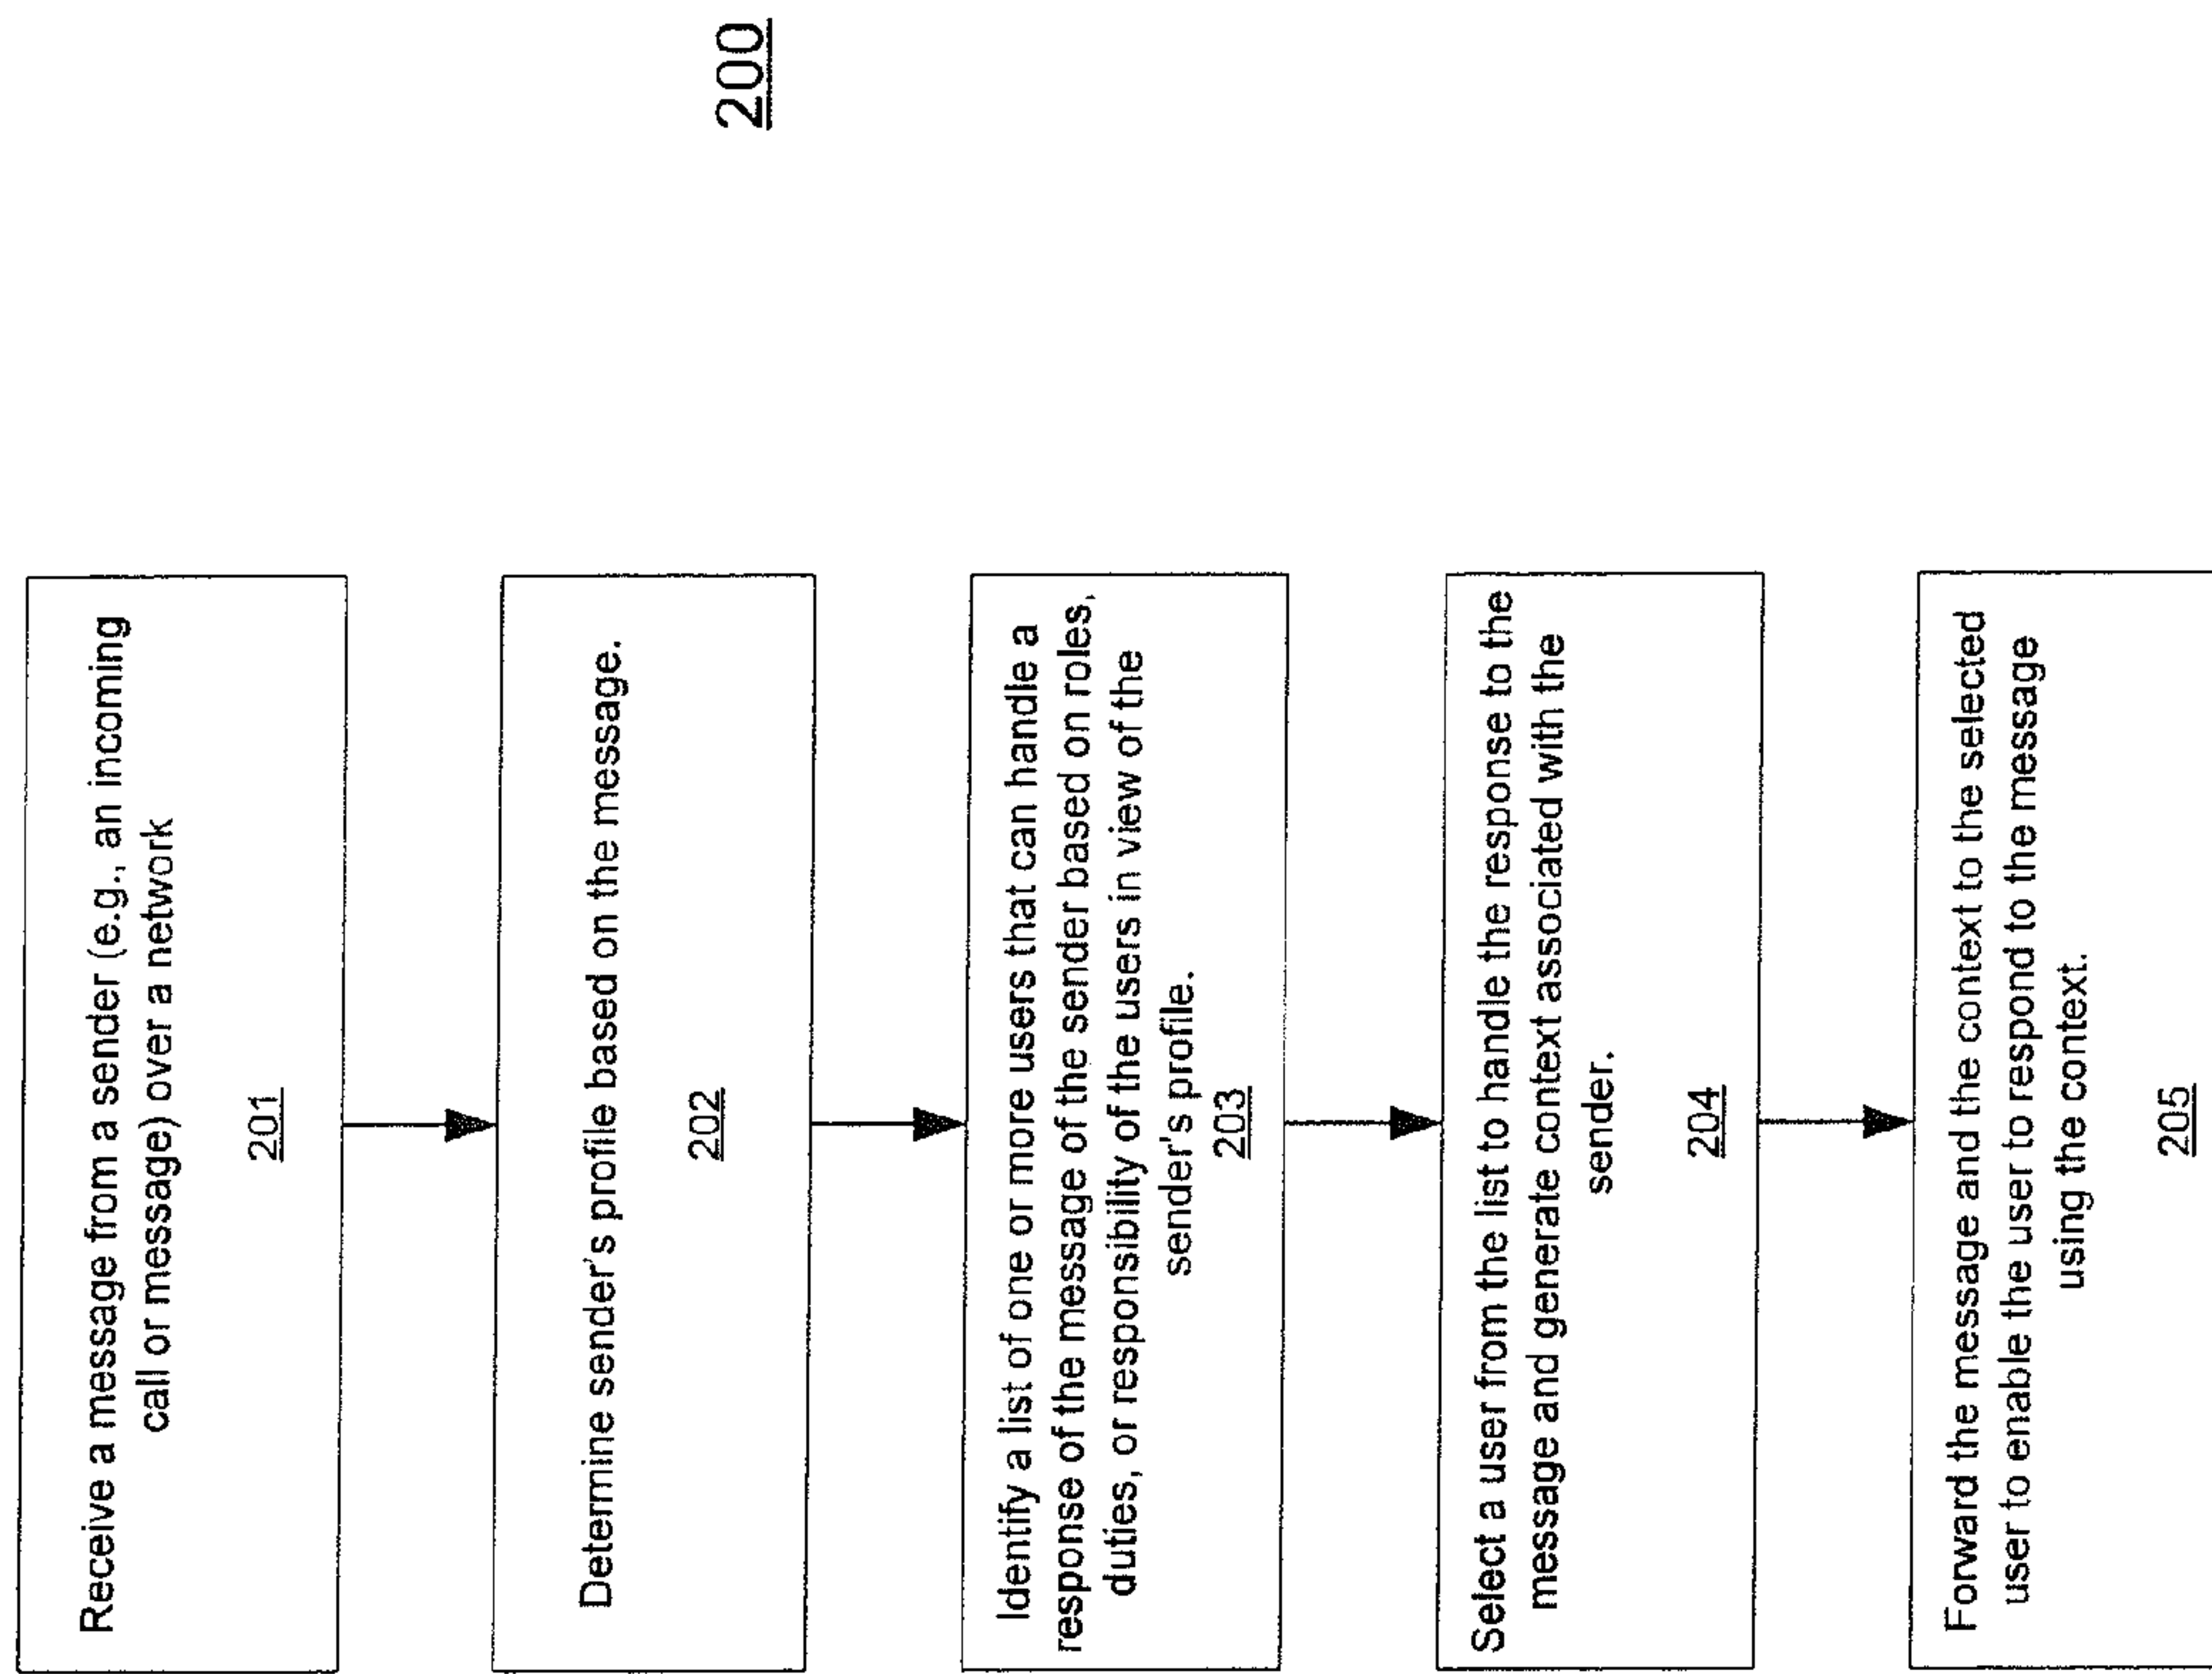 Receive a message from a sender (e.g., an incoming
call or message) over a network
201
Determine sender's profile based on the message.
202
Identify a list of one or more users that can handle a
response of the message of the sender based on roles,
duties, or responsibility of the users in view of the
sender's profile.
203
Select a user from the list to handle the response to the
message and generate context associated with the
sender.
204
Forward the message and the context to the selected
user to enable the user to respond to the message
using the context.
205
200